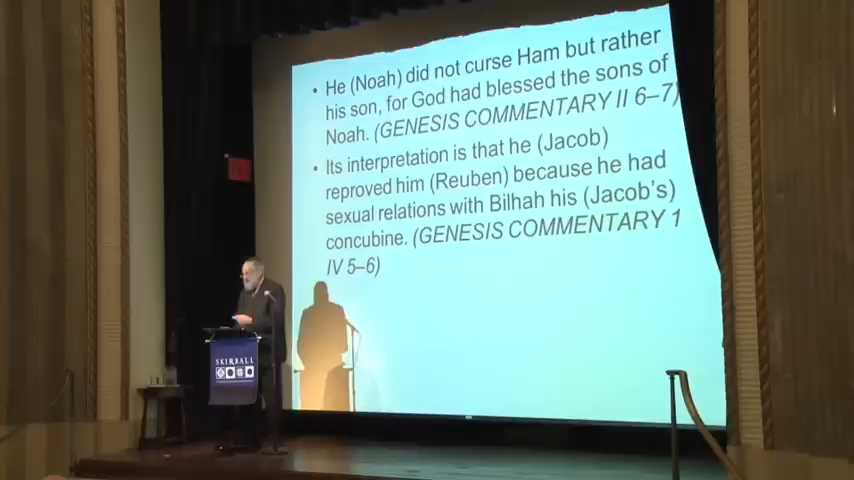 • He (Noah) did not curse Ham but rather
his son, for God had blessed the sons of
Noah. (GENESIS COMMENTARY II 6–7)
• Its interpretation is that he (Jacob)
reproved him (Reuben) because he had
sexual relations with Bilhah his (Jacob's)
concubine. (GENESIS COMMENTARY 1
IV 5–6)
SKIRBALL